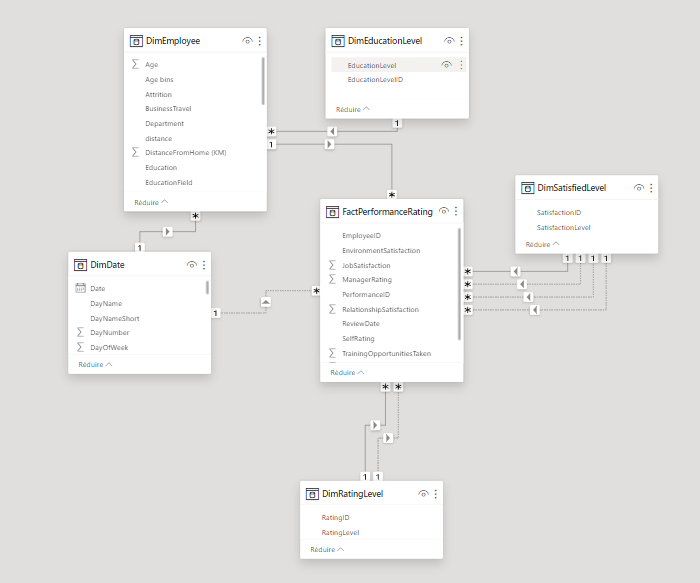 DimEmployee
Age
Age bins
Attrition
BusinessTravel
Department
distance
DistanceFromHome (KM)
Education
EducationField
Réduire
DimEducationLevel
EducationLevel
EducationLevelID
Réduire
1
*
1
*
*
1
DimSatisfiedLevel
SatisfactionID
SatisfactionLevel
Réduire
1 1 1 1
*
*
*
*
FactPerformanceRating
EmployeeID
EnvironmentSatisfaction
JobSatisfaction
ManagerRating
PerformanceID
RelationshipSatisfaction
ReviewDate
SelfRating
TrainingOpportunitiesTaken
Réduire
DimDate
Date
DayName
DayNameShort
DayNumber
DayOfWeek
Réduire
1
*
* *
1 1
DimRatingLevel
RatingID
RatingLevel
Réduire